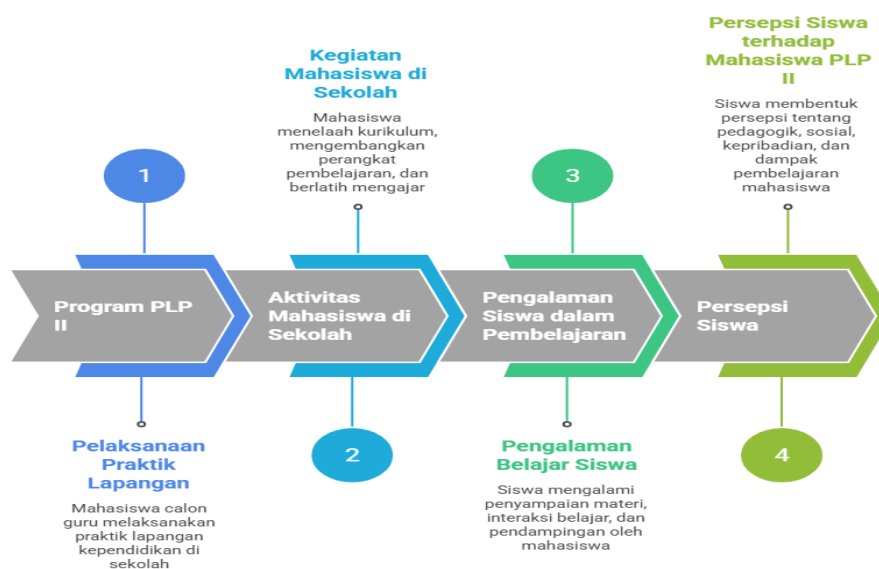 Persepsi Siswa
terhadap
Mahasiswa PLP
II
Siswa membentuk
persepsi tentang
pedagogik, sosial,
kepribadian, dan
dampak
pembelajaran
mahasiswa
Kegiatan
Mahasiswa di
Sekolah
Mahasiswa
menelaah kurikulum,
mengembangkan
perangkat
pembelajaran, dan
berlatih mengajar
1
3
Program PLP
II
Aktivitas
Mahasiswa di
Sekolah
Pengalaman
Siswa dalam
Pembelajaran
Persepsi
Siswa
Pelaksanaan
Praktik
Lapangan
Mahasiswa calon
guru melaksanakan
praktik lapangan
kependidikan di
sekolah
2
Pengalaman
Belajar Siswa
Siswa mengalami
penyampaian materi,
interaksi belajar, dan
pendampingan oleh
mahasiswa
4